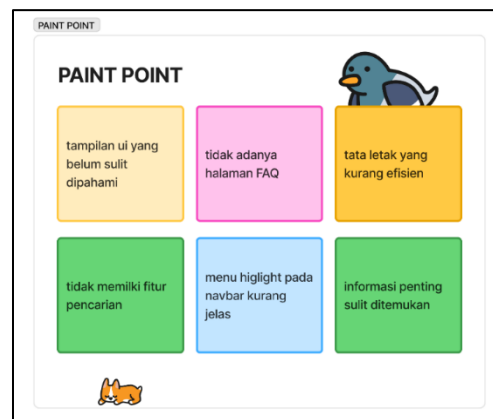 PAINT POINT
PAINT POINT
tampilan ui yang
belum sulit
dipahami
tidak adanya
halaman FAQ
tata letak yang
kurang efisien
tidak memilki fitur
pencarian
menu higlight pada
navbar kurang
jelas
informasi penting
sulit ditemukan